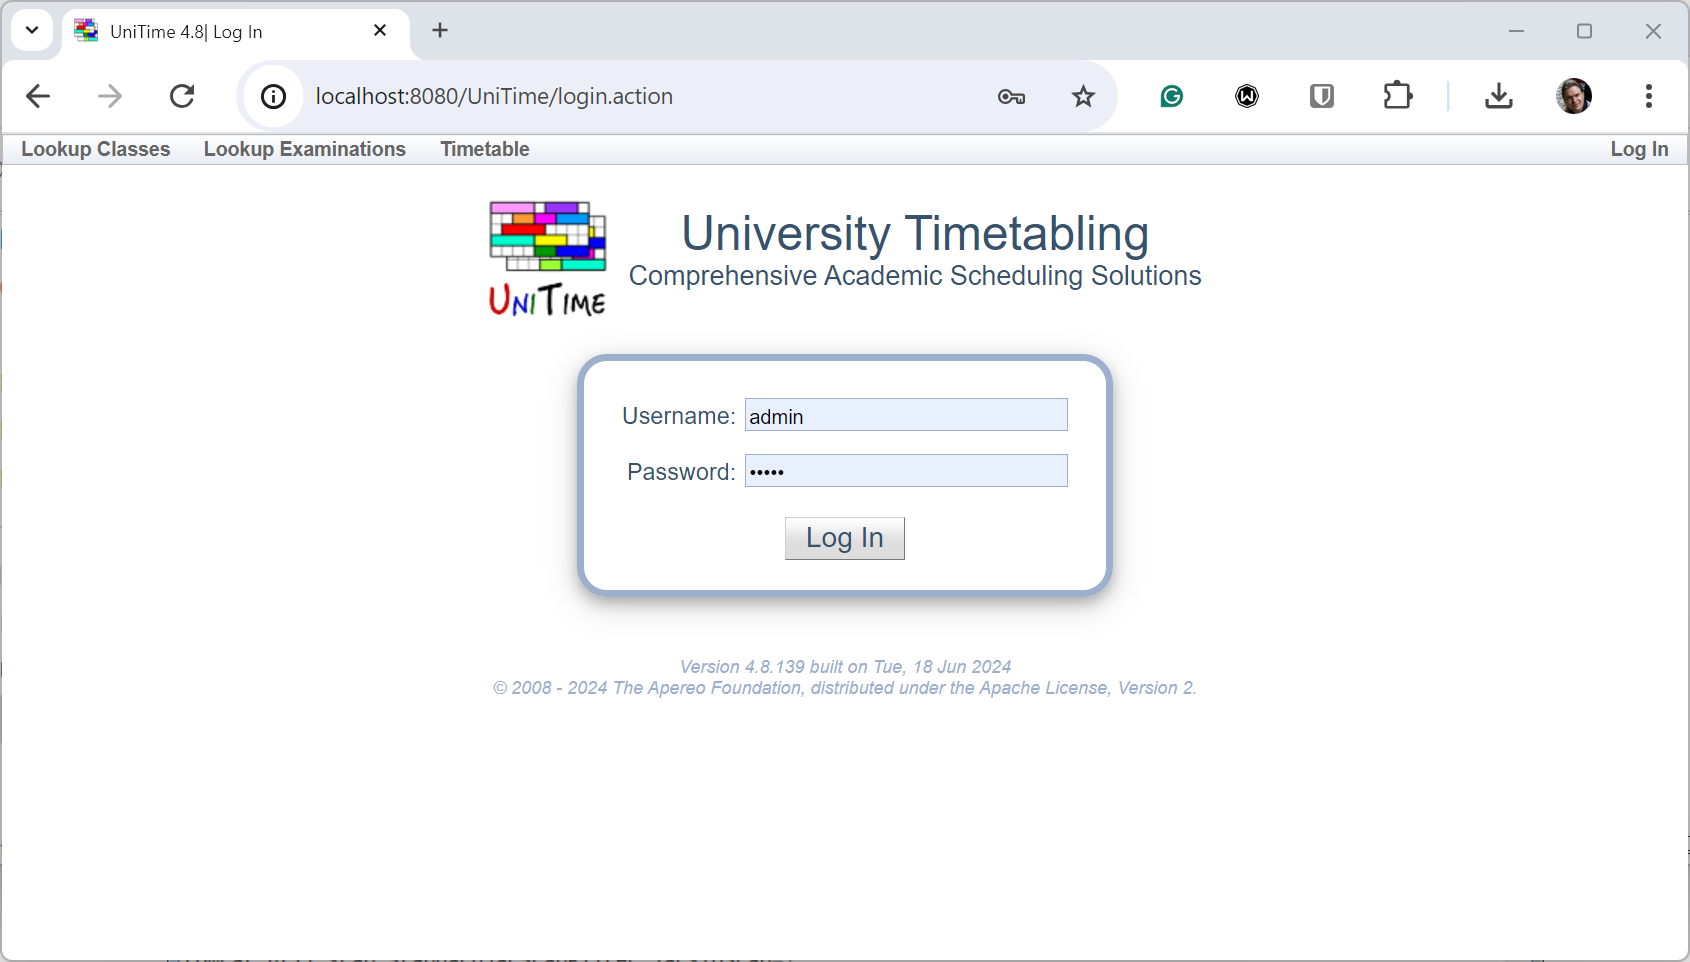 UniTime 4.8| Log In
localhost:8080/UniTime/login.action
Lookup Classes Lookup Examinations Timetable Log In
University Timetabling
Comprehensive Academic Scheduling Solutions
UNITIME
Username: admin
Password: •••••
Log In
Version 4.8.139 built on Tue, 18 Jun 2024
© 2008 - 2024 The Apereo Foundation, distributed under the Apache License, Version 2.